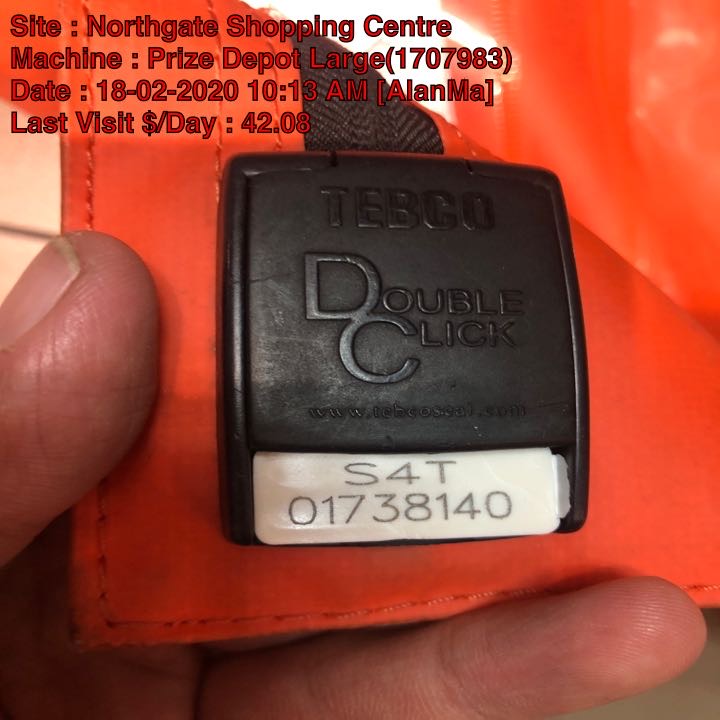 Site : Northgate Shopping Centre
Machine : Prize Depot Large(1707983)
Date : 18-02-2020 10:13 AM [AlanMa]
Last Visit $/Day : 42.08
TEBCO
DOUBLE
CLICK
www.tebcoseal.com
S4T
01738140